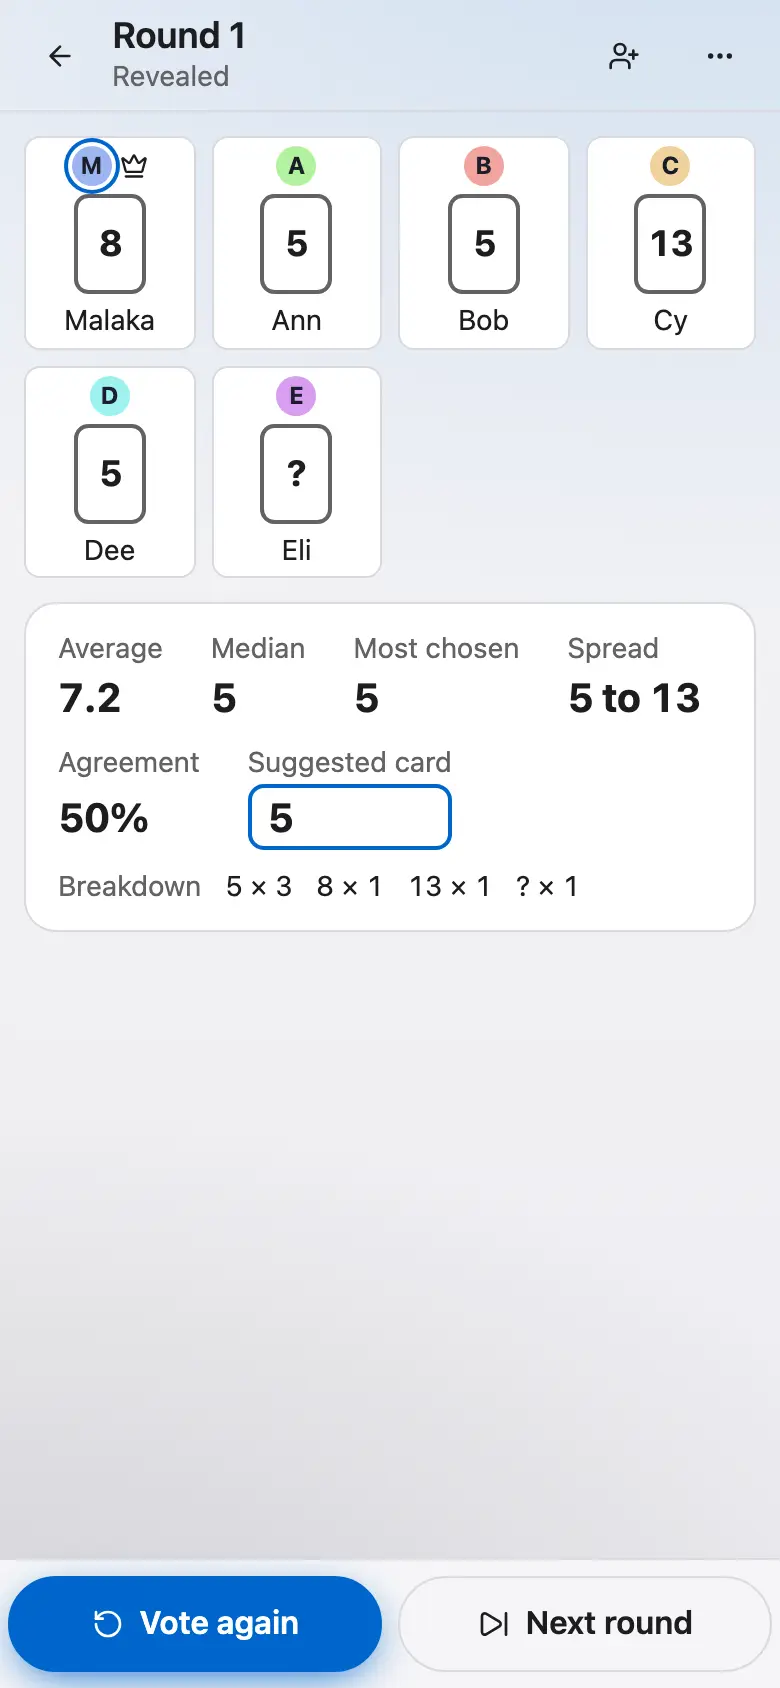 Round 1
Revealed
M
8
Malaka
A
5
Ann
B
5
Bob
C
13
Cy
D
5
Dee
E
?
Eli
Average
7.2
Median
5
Most chosen
5
Spread
5 to 13
Agreement
50%
Suggested card
5
Breakdown 5 × 3 8 × 1 13 × 1 ? × 1
Vote again
Next round